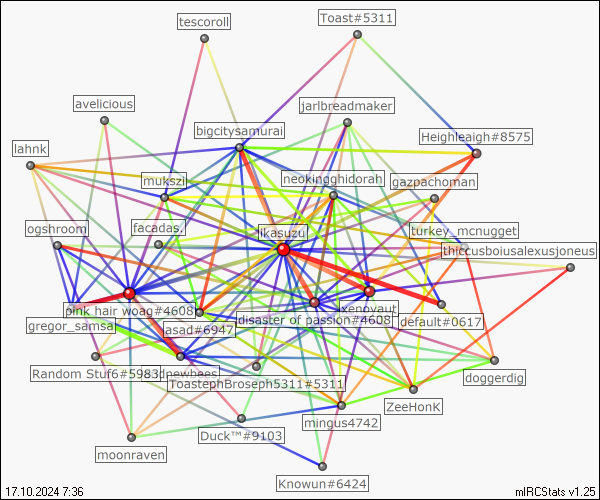 tescoroll
Toast#5311
avelicious
jarlbreadmaker
bigcitysamurai
Heighleaigh#8575
lahnk
mukszi
neokingghidorah
gazpachoman
ogshroom
facadas.
ikasuzu
turkey_mcnugget
thiccusboisalexusjoneus
pink hair woag#4608
xenovaut
gregor_samsa
asad#6947
disaster of passion#4608
default#0617
Random Stuf6#5983
newbees
ToastephBroseph5311#5311
doggerdig
ZeeHonK
mingus4742
Duck™#9103
moonraven
Knowun#6424
17.10.2024 7:36
mIRCStats v1.25